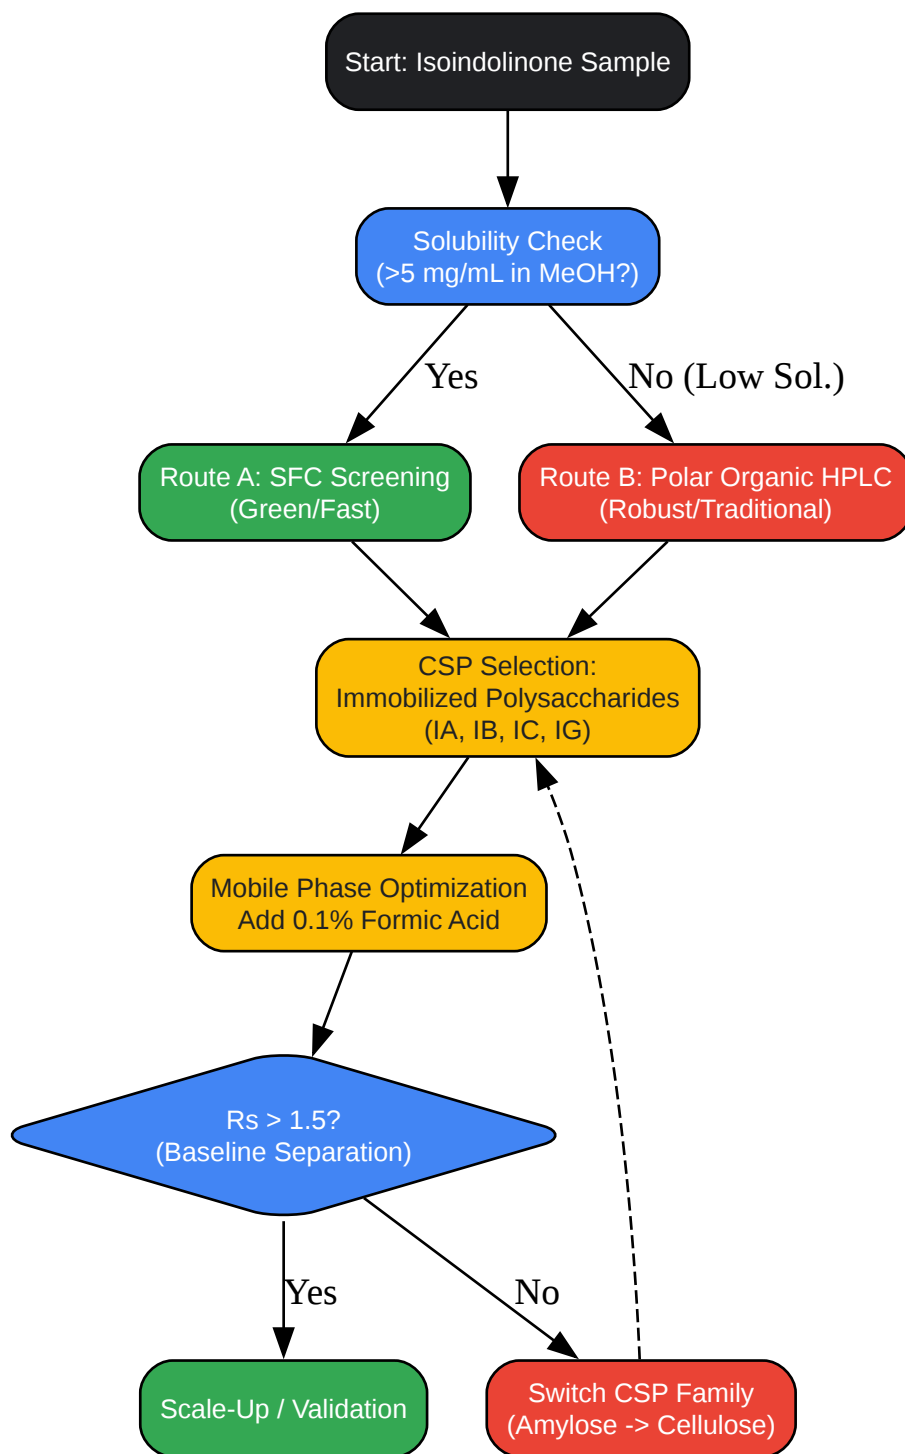 Start: Isoindolinone Sample
Solubility Check
(>5 mg/mL in MeOH?)
Yes
No (Low Sol.)
Route A: SFC Screening
(Green/Fast)
Route B: Polar Organic HPLC
(Robust/Traditional)
CSP Selection:
Immobilized Polysaccharides
(IA, IB, IC, IG)
Mobile Phase Optimization
Add 0.1% Formic Acid
Rs > 1.5?
(Baseline Separation)
Yes
No
Scale-Up / Validation
Switch CSP Family
(Amylose -> Cellulose)